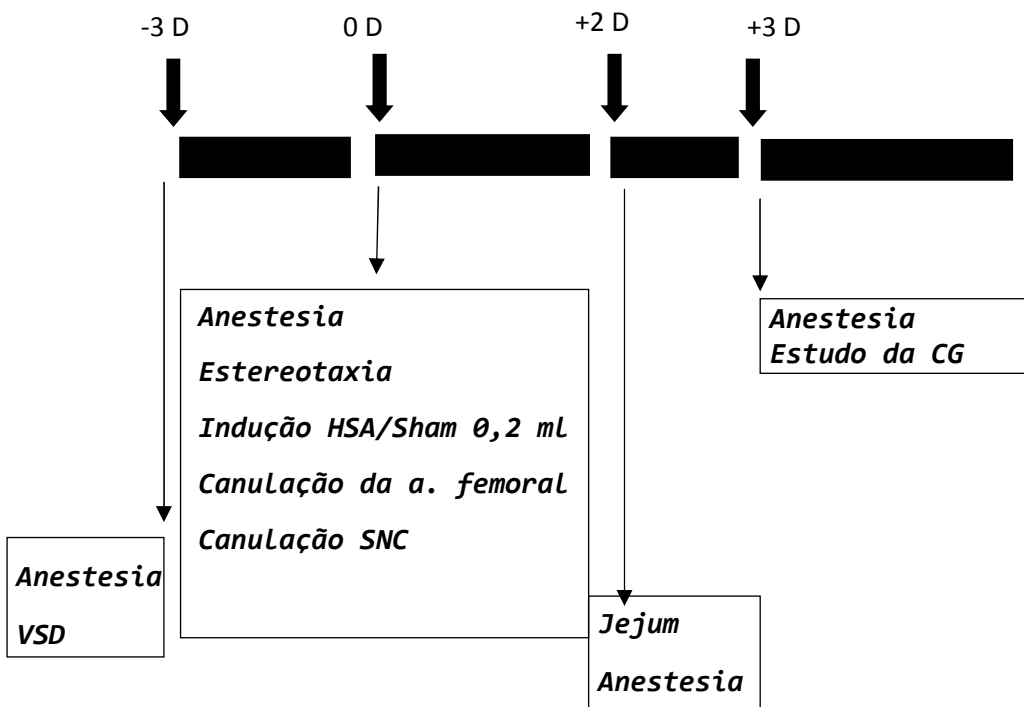 -3 D
0 D
+2 D
+3 D
Anestesia
VSD
Anestesia
Estereotaxia
Indução HSA/Sham 0,2 ml
Canulação da a. femoral
Canulação SNC
Jejum
Anestesia
Anestesia
Estudo da CG